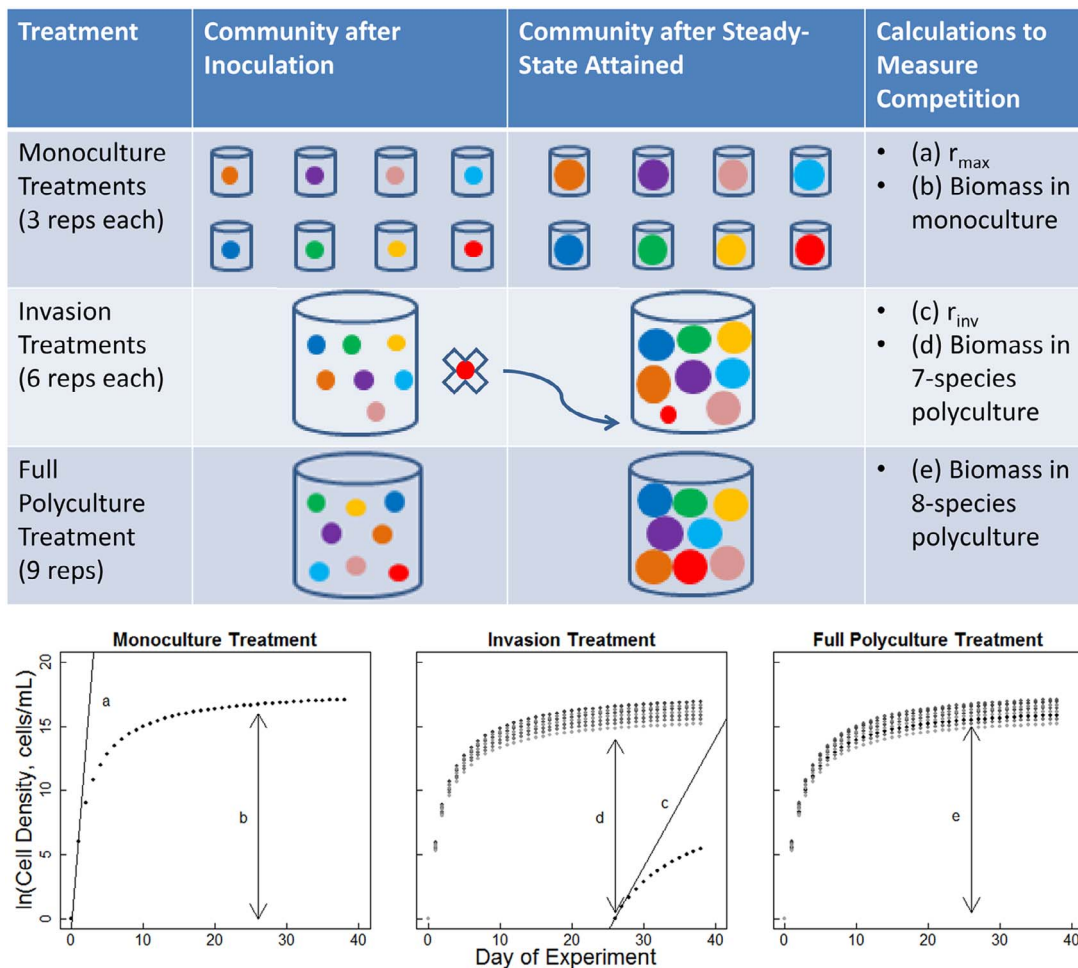 Treatment
Community after
Inoculation
Community after Steady-
State Attained
Calculations to
Measure
Competition
Monoculture
Treatments
(3 reps each)
• (a) rmax
• (b) Biomass in
monoculture
Invasion
Treatments
(6 reps each)
• (c) rinv
• (d) Biomass in
7-species
polyculture
Full
Polyculture
Treatment
(9 reps)
• (e) Biomass in
8-species
polyculture
Monoculture Treatment
Invasion Treatment
Full Polyculture Treatment
ln(Cell Density, cells/mL)
20
15
10
5
0
a
b
0 10 20 30 40
d
c
0 10 20 30 40
e
0 10 20 30 40
Day of Experiment